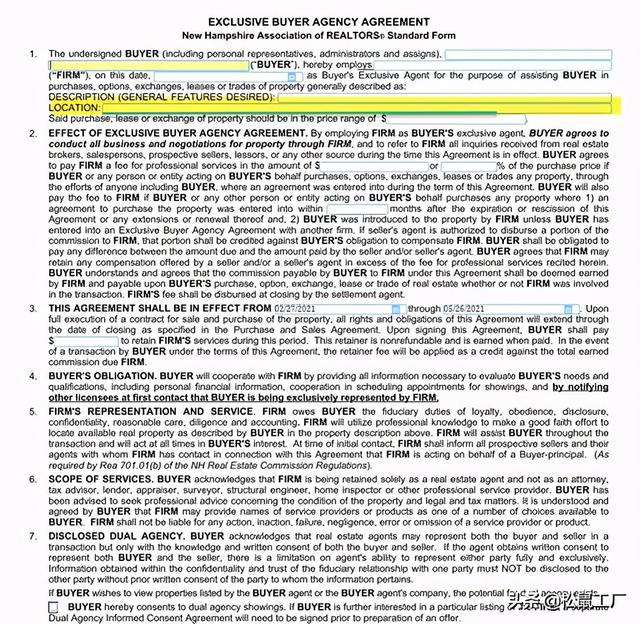 EXCLUSIVE BUYER AGENCY AGREEMENT
New Hampshire Association of REALTORS® Standard Form
1. The undersigned BUYER (including personal representatives, administrators and assigns),
("BUYER"), hereby employs
("FIRM"), on this date, as Buyer's Exclusive Agent for the purpose of assisting BUYER in
purchases, options, exchanges, leases or trades of property generally described as:
DESCRIPTION (GENERAL FEATURES DESIRED):
LOCATION:
Said purchase, lease or exchange of property should be in the price range of $
2. EFFECT OF EXCLUSIVE BUYER AGENCY AGREEMENT. By employing FIRM as BUYER'S exclusive agent, BUYER agrees to
conduct all business and negotiations for property through FIRM, and to refer to FIRM all inquiries received from real estate
brokers, salespersons, prospective sellers, lessors, or any other source during the time this Agreement is in effect. BUYER agrees
to pay FIRM a fee for professional services in the amount of $ or % of the purchase price if
BUYER or any person or entity acting on BUYER'S behalf purchases, options, exchanges, leases or trades any property, through
the efforts of anyone including BUYER, where an agreement was entered into during the term of this Agreement. BUYER will also
pay the fee to FIRM if BUYER or any other person or entity acting on BUYER'S behalf purchases any property where 1) an
agreement to purchase the property was entered into within months after the expiration or rescission of this
Agreement or any extensions or renewal thereof and, 2) BUYER was introduced to the property by FIRM unless BUYER has
entered into an Exclusive Buyer Agency Agreement with another firm. If seller's agent is authorized to disburse a portion of the
commission to FIRM, that portion shall be credited against BUYER'S obligation to compensate FIRM. BUYER shall be obligated to
pay any difference between the amount due and the amount paid by the seller and/or seller's agent. BUYER agrees that FIRM may
retain any compensation offered by a seller and/or a seller's agent in excess of the fee for professional services recited herein.
BUYER understands and agrees that the commission payable by BUYER to FIRM under this Agreement shall be deemed earned
by FIRM and payable upon BUYER'S purchase, option, exchange, lease or trade of real estate whether or not FIRM was involved
in the transaction. FIRM'S fee shall be disbursed at closing by the settlement agent.
3. THIS AGREEMENT SHALL BE IN EFFECT FROM 02/27/2021 through 05/26/2021. Upon
full execution of a contract for sale and purchase of the property, all rights and obligations of this Agreement will extend through
the date of closing as specified in the Purchase and Sales Agreement. Upon signing this Agreement, BUYER shall pay
$ to retain FIRM'S services during this period. This retainer is nonrefundable and is earned when paid. In the event
of a transaction by BUYER under the terms of this Agreement, the retainer fee will be applied as a credit against the total earned
commission due FIRM.
4. BUYER'S OBLIGATION. BUYER will cooperate with FIRM by providing all information necessary to evaluate BUYER'S needs and
qualifications, including personal financial information, cooperation in scheduling appointments for showings, and by notifying
other licensees at first contact that BUYER is being exclusively represented by FIRM.
5. FIRM'S REPRESENTATION AND SERVICE. FIRM owes BUYER the fiduciary duties of loyalty, obedience, disclosure,
confidentiality, reasonable care, diligence and accounting. FIRM will utilize professional knowledge to make a good faith effort to
locate available real property as described by BUYER in the property description above. FIRM will assist BUYER throughout the
transaction and will act at all times in BUYER'S interest. At time of initial contact, FIRM shall inform all prospective sellers and their
agents with whom FIRM has contact in connection with this Agreement that FIRM is acting on behalf of a Buyer-principal. (As
required by Rea 701.01(b) of the NH Real Estate Commission Regulations).
6. SCOPE OF SERVICES. BUYER acknowledges that FIRM is being retained solely as a real estate agent and not as an attorney,
tax advisor, lender, appraiser, surveyor, structural engineer, home inspector or other professional service provider. BUYER has
been advised to seek professional advice concerning the condition of the property and legal and tax matters. It is understood and
agreed by BUYER that FIRM may provide names of service providers or products as one of a number of choices available to
BUYER. FIRM shall not be liable for any action, inaction, failure, negligence, error or omission of a service provider or product.
7. DISCLOSED DUAL AGENCY. BUYER acknowledges that real estate agents may represent both the buyer and seller in a
transaction but only with the knowledge and written consent of both the buyer and seller. If the agent obtains written consent to
represent both BUYER and the seller, there is a limitation on agent's ability to represent either party fully and exclusively.
Information obtained within the confidentiality and trust of the fiduciary relationship with one party must NOT be disclosed to the
other party without prior written consent of the party to whom the information pertains.
If BUYER wishes to view properties listed by the BUYER agent or the BUYER agent's company, the potential for
BUYER hereby consents to dual agency showings. If BUYER is further interested in a particular listing
Dual Agency Informed Consent Agreement will need to be signed prior to preparation of an offer.
头条@松鼠工厂